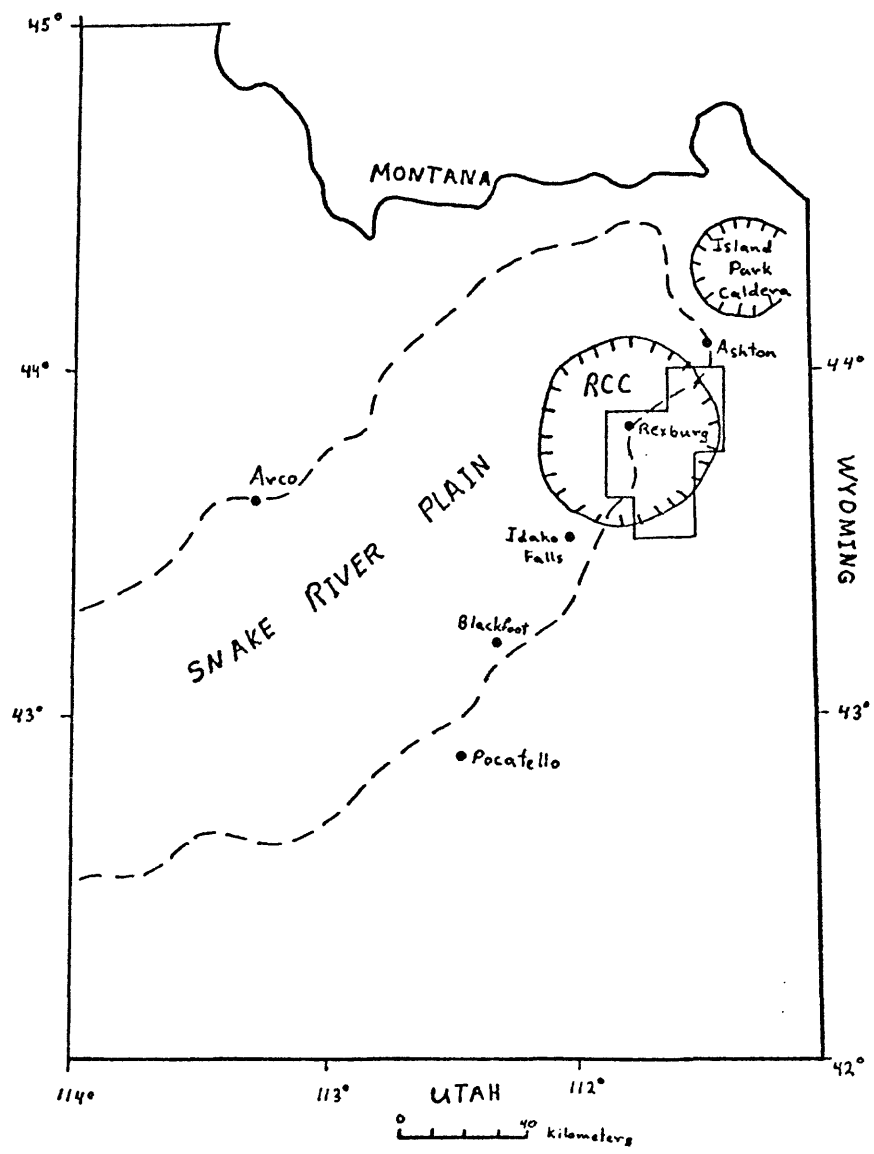 45°
MONTANA
Island
Park
Caldera
Ashton
44°
44°
RCC
Rexburg
Arco
WYOMING
SNAKE RIVER PLAIN
Idaho
Falls
Blackfoot
43°
43°
Pocatello
42°
114°
113°
UTAH
112°
0
40
kilometers